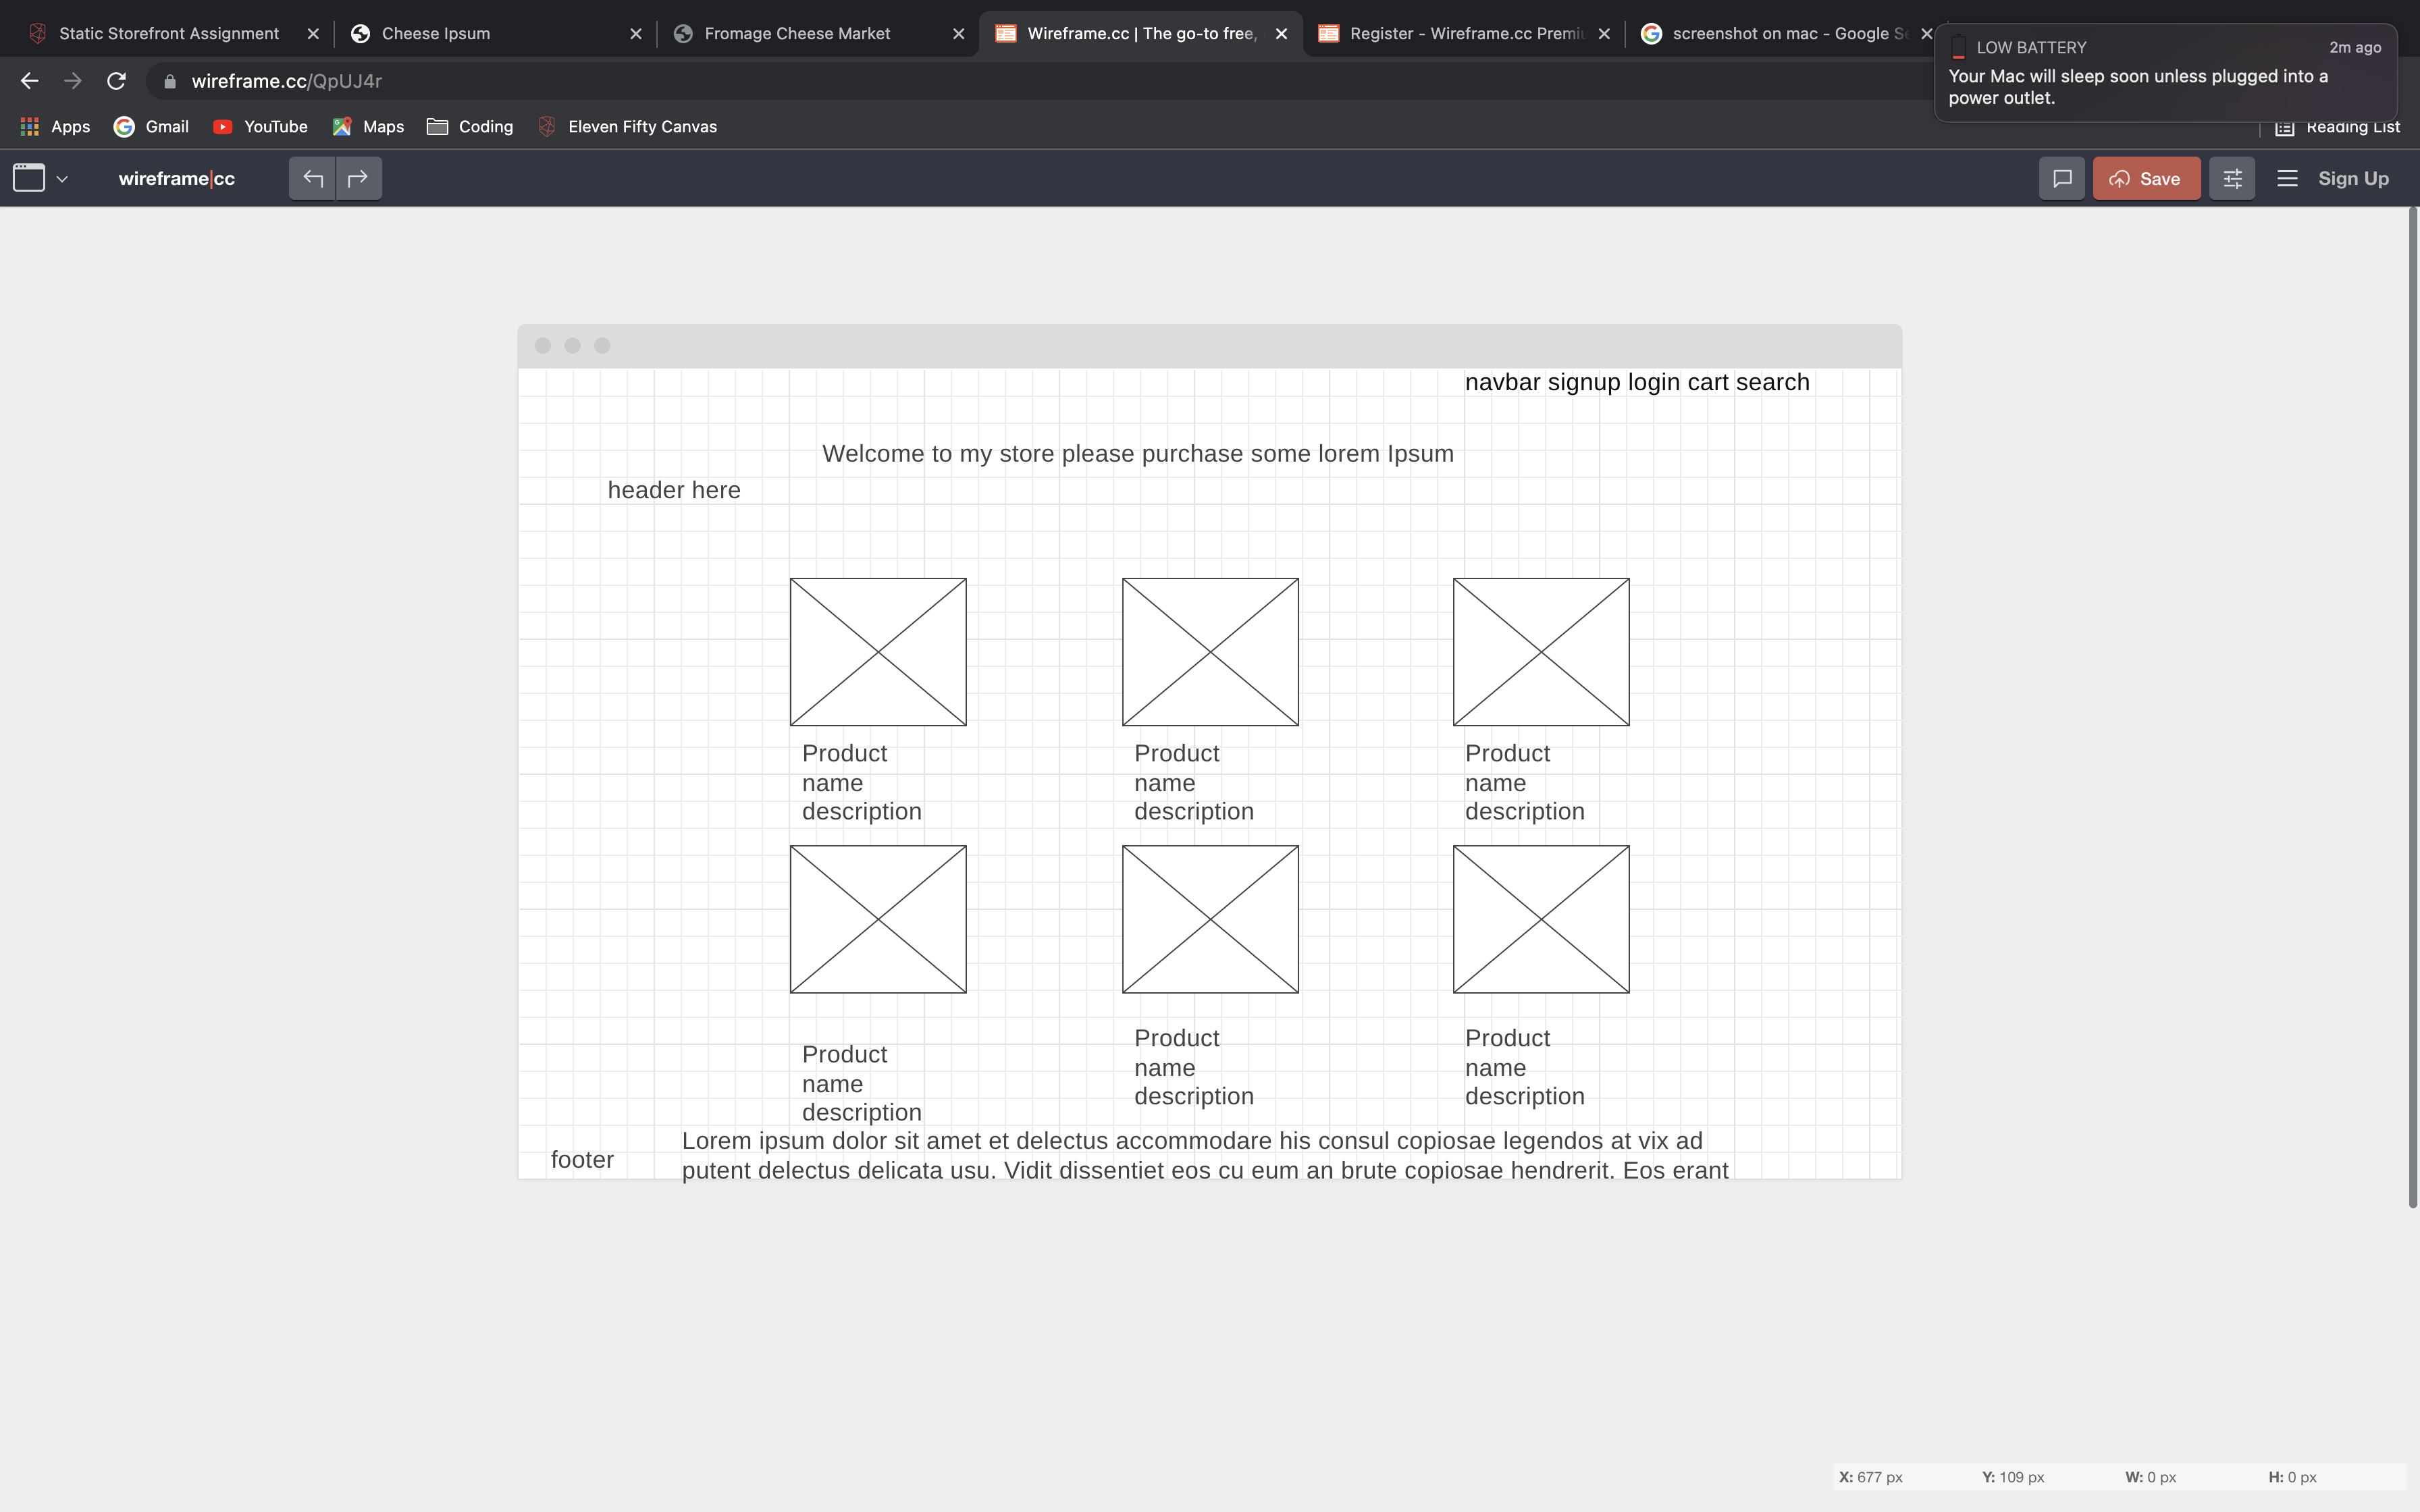 Static Storefront Assignment
Cheese Ipsum
Fromage Cheese Market
Wireframe.cc | The go-to free,
Register - Wireframe.cc Premi
screenshot on mac - Google S
LOW BATTERY
2m ago
Your Mac will sleep soon unless plugged into a
power outlet.
wireframe.cc/QpUJ4r
Apps
Gmail
YouTube
Maps
Coding
Eleven Fifty Canvas
Reading List
wireframe|cc
Save
Sign Up
navbar signup login cart search
Welcome to my store please purchase some lorem Ipsum
header here
Product
name
description
Product
name
description
Product
name
description
Product
name
description
Product
name
description
Product
name
description
footer
Lorem ipsum dolor sit amet et delectus accommodare his consul copiosae legendos at vix ad
putent delectus delicata usu. Vidit dissentiet eos cu eum an brute copiosae hendrerit. Eos erant
X: 677 px
Y: 109 px
W: 0 px
H: 0 px